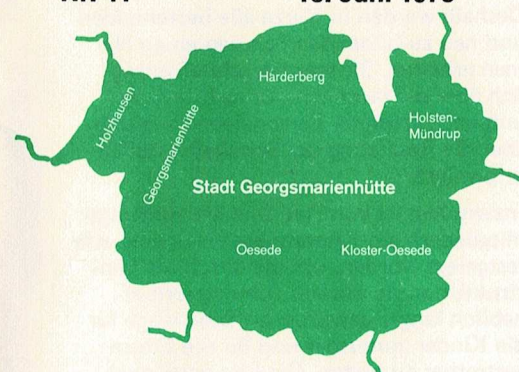 Harderberg
Holzhausen
Georgsmarienhütte
Holsten-
Mündrup
Stadt Georgsmarienhütte
Oesede
Kloster-Oesede